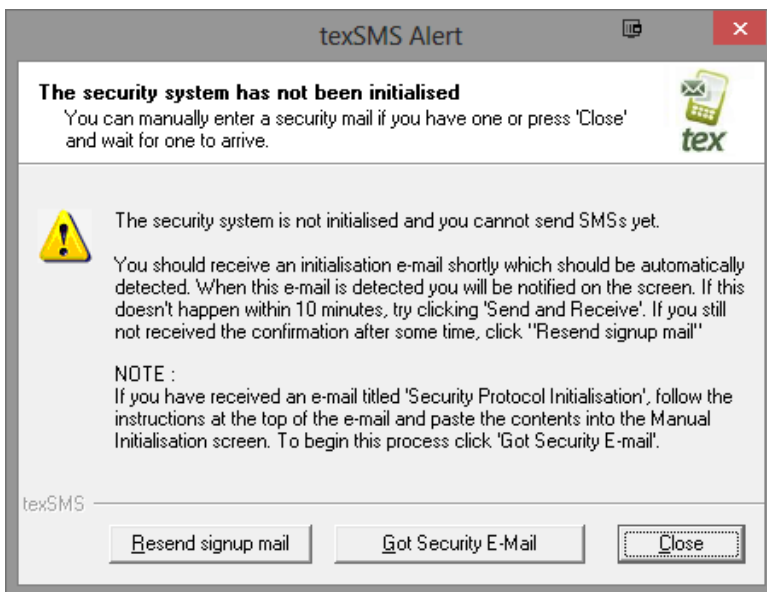 texSMS Alert
The security system has not been initialised
You can manually enter a security mail if you have one or press 'Close'
and wait for one to arrive.
tex
The security system is not initialised and you cannot send SMSs yet.
You should receive an initialisation e-mail shortly which should be automatically
detected. When this e-mail is detected you will be notified on the screen. If this
doesn't happen within 10 minutes, try clicking 'Send and Receive'. If you still
not received the confirmation after some time, click "Resend signup mail"
NOTE :
If you have received an e-mail titled 'Security Protocol Initialisation', follow the
instructions at the top of the e-mail and paste the contents into the Manual
Initialisation screen. To begin this process click 'Got Security E-mail'.
texSMS
Resend signup mail
Got Security E-Mail
Close